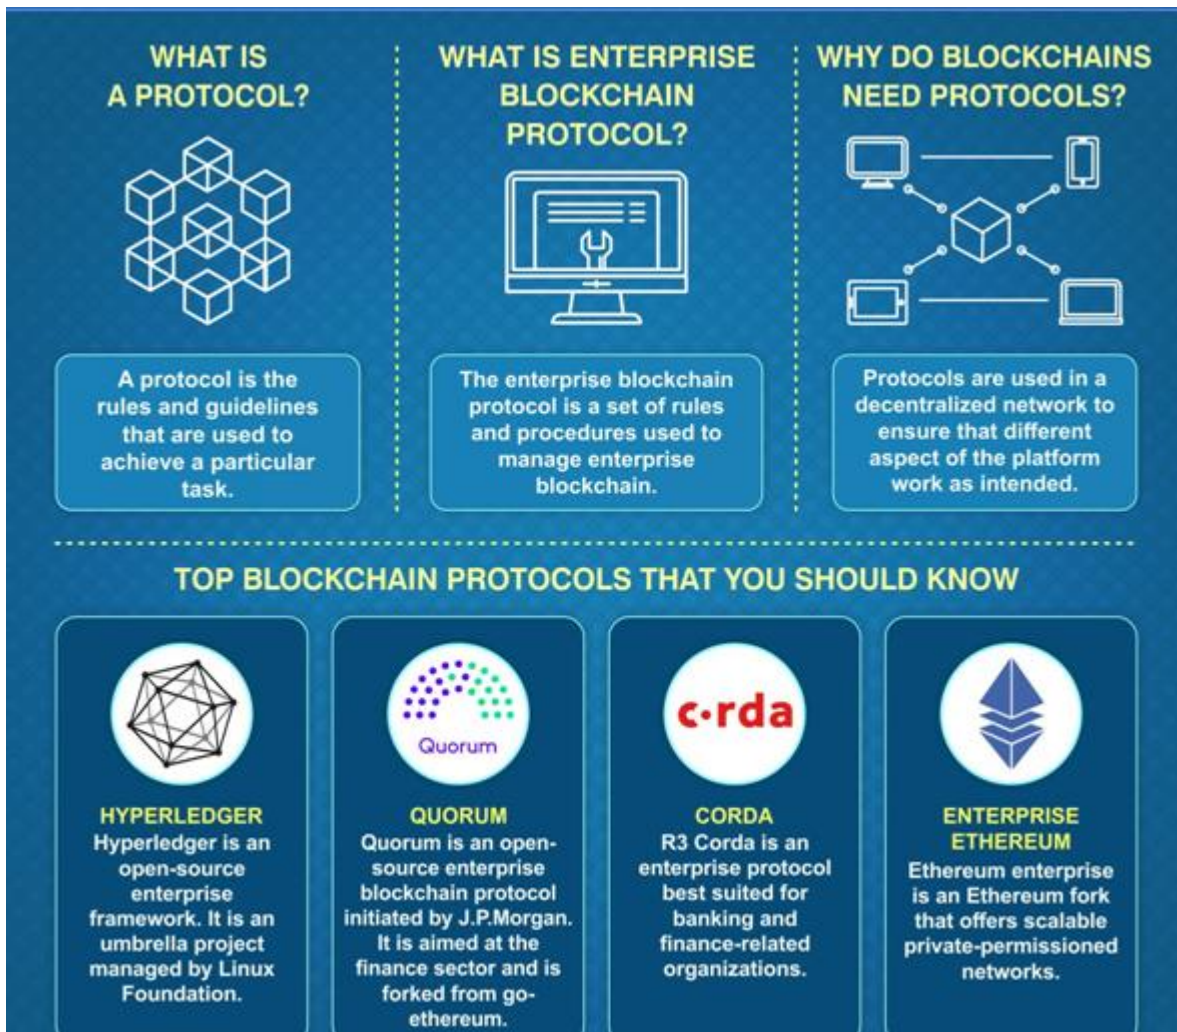 WHAT IS
A PROTOCOL?
A protocol is the
rules and guidelines
that are used to
achieve a particular
task.
WHAT IS ENTERPRISE
BLOCKCHAIN
PROTOCOL?
The enterprise blockchain
protocol is a set of rules
and procedures used to
manage enterprise
blockchain.
WHY DO BLOCKCHAINS
NEED PROTOCOLS?
Protocols are used in a
decentralized network to
ensure that different
aspect of the platform
work as intended.
TOP BLOCKCHAIN PROTOCOLS THAT YOU SHOULD KNOW
HYPERLEDGER
Hyperledger is an
open-source
enterprise
framework. It is an
umbrella project
managed by Linux
Foundation.
Quorum
QUORUM
Quorum is an open-
source enterprise
blockchain protocol
initiated by J.P.Morgan.
It is aimed at the
finance sector and is
forked from go-
ethereum.
c·rda
CORDA
R3 Corda is an
enterprise protocol
best suited for
banking and
finance-related
organizations.
ENTERPRISE
ETHEREUM
Ethereum enterprise
is an Ethereum fork
that offers scalable
private-permissioned
networks.